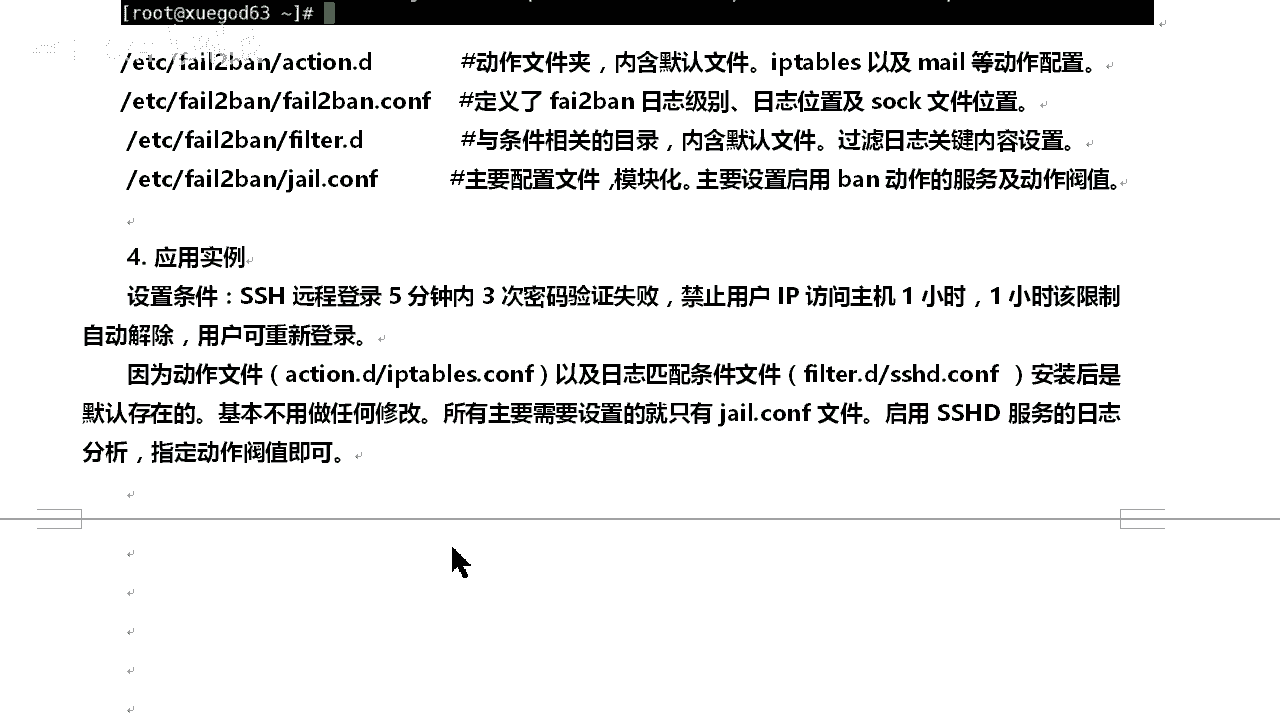 [root@xuegod63 ~]#
/etc/fail2ban/action.d #动作文件夹，内含默认文件。iptables 以及 mail 等动作配置。
/etc/fail2ban/fail2ban.conf #定义了 fai2ban 日志级别、日志位置及 sock 文件位置。
/etc/fail2ban/filter.d #与条件相关的目录，内含默认文件。过滤日志关键内容设置。
/etc/fail2ban/jail.conf #主要配置文件,模块化。主要设置启用 ban 动作的服务及动作阀值。
4. 应用实例
设置条件：SSH 远程登录 5 分钟内 3 次密码验证失败，禁止用户 IP 访问主机 1 小时，1 小时该限制
自动解除，用户可重新登录。
因为动作文件（action.d/iptables.conf）以及日志匹配条件文件（filter.d/sshd.conf ）安装后是
默认存在的。基本不用做任何修改。所有主要需要设置的就只有 jail.conf 文件。启用 SSHD 服务的日志
分析，指定动作阀值即可。